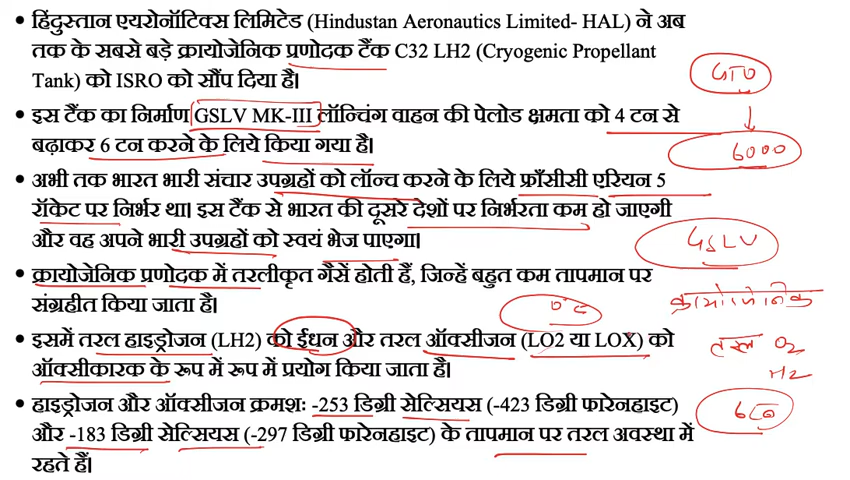 • हिंदुस्तान एयरोनॉटिक्स लिमिटेड (Hindustan Aeronautics Limited- HAL) ने अब
तक के सबसे बड़े क्रायोजेनिक प्रणोदक टैंक C32 LH2 (Cryogenic Propellant
Tank) को ISRO को सौंप दिया है।
• इस टैंक का निर्माण GSLV MK-III लॉन्चिंग वाहन की पेलोड क्षमता को 4 टन से
बढ़ाकर 6 टन करने के लिये किया गया है।
• अभी तक भारत भारी संचार उपग्रहों को लॉन्च करने के लिये फ्राँसीसी एरियन 5
रॉकेट पर निर्भर था। इस टैंक से भारत की दूसरे देशों पर निर्भरता कम हो जाएगी
और वह अपने भारी उपग्रहों को स्वयं भेज पाएगा।
• क्रायोजेनिक प्रणोदक में तरलीकृत गैसें होती हैं, जिन्हें बहुत कम तापमान पर
संग्रहीत किया जाता है।
• इसमें तरल हाइड्रोजन (LH2) को ईंधन और तरल ऑक्सीजन (LO2 या LOX) को
ऑक्सीकारक के रूप में रूप में प्रयोग किया जाता है।
• हाइड्रोजन और ऑक्सीजन क्रमशः -253 डिग्री सेल्सियस (-423 डिग्री फारेनहाइट)
और -183 डिग्री सेल्सियस (-297 डिग्री फारेनहाइट) के तापमान पर तरल अवस्था में
रहते हैं।
GTO
6000
GSLV
क्रायोजेनिक
0°C
तरल O2
H2